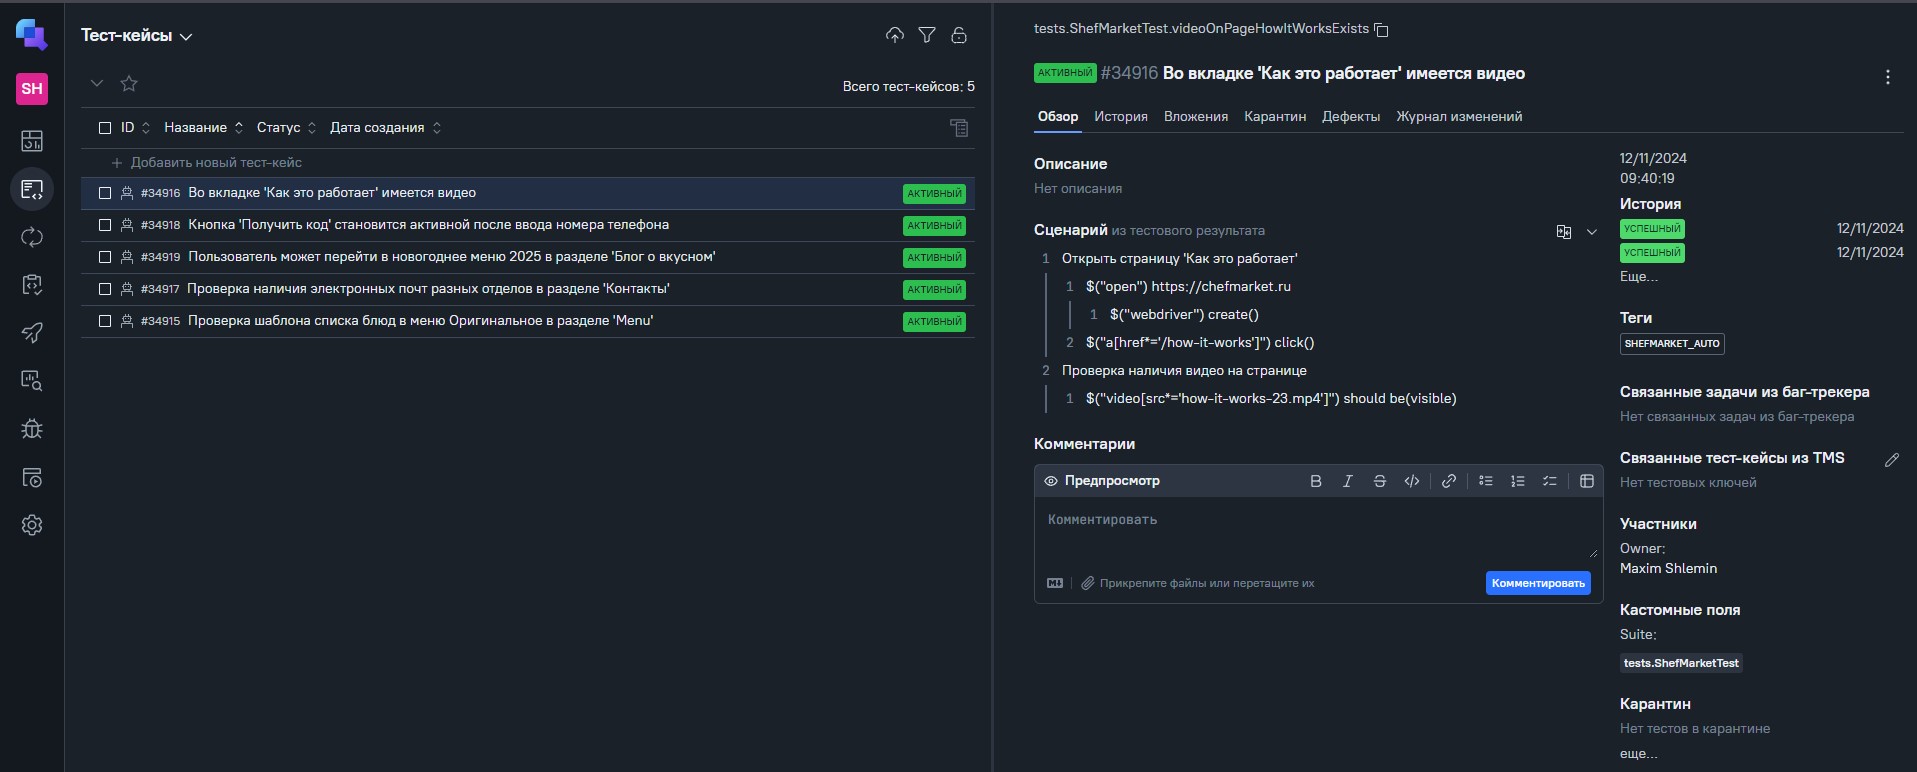 SH
Тест-кейсы
Всего тест-кейсов: 5
ID Название Статус Дата создания
+ Добавить новый тест-кейс
#34916 Во вкладке 'Как это работает' имеется видео АКТИВНЫЙ
#34918 Кнопка 'Получить код' становится активной после ввода номера телефона АКТИВНЫЙ
#34919 Пользователь может перейти в новогоднее меню 2025 в разделе 'Блог о вкусном' АКТИВНЫЙ
#34917 Проверка наличия электронных почт разных отделов в разделе 'Контакты' АКТИВНЫЙ
#34915 Проверка шаблона списка блюд в меню Оригинальное в разделе 'Menu' АКТИВНЫЙ
tests.ShefMarketTest.videoOnPageHowItWorksExists
АКТИВНЫЙ #34916 Во вкладке 'Как это работает' имеется видео
Обзор История Вложения Карантин Дефекты Журнал изменений
Описание
Нет описания
Сценарий из тестового результата
1 Открыть страницу 'Как это работает'
1 $("open") https://chefmarket.ru
1 $("webdriver") create()
2 $("a[href*='/how-it-works']") click()
2 Проверка наличия видео на странице
1 $("video[src*='how-it-works-23.mp4']") should be(visible)
Комментарии
Предпросмотр
Комментировать
Прикрепите файлы или перетащите их
Комментировать
12/11/2024
09:40:19
История
УСПЕШНЫЙ 12/11/2024
УСПЕШНЫЙ 12/11/2024
Еще...
Теги
SHEFMARKET_AUTO
Связанные задачи из баг-трекера
Нет связанных задач из баг-трекера
Связанные тест-кейсы из TMS
Нет тестовых ключей
Участники
Owner:
Maxim Shlemin
Кастомные поля
Suite:
tests.ShefMarketTest
Карантин
Нет тестов в карантине
еще...